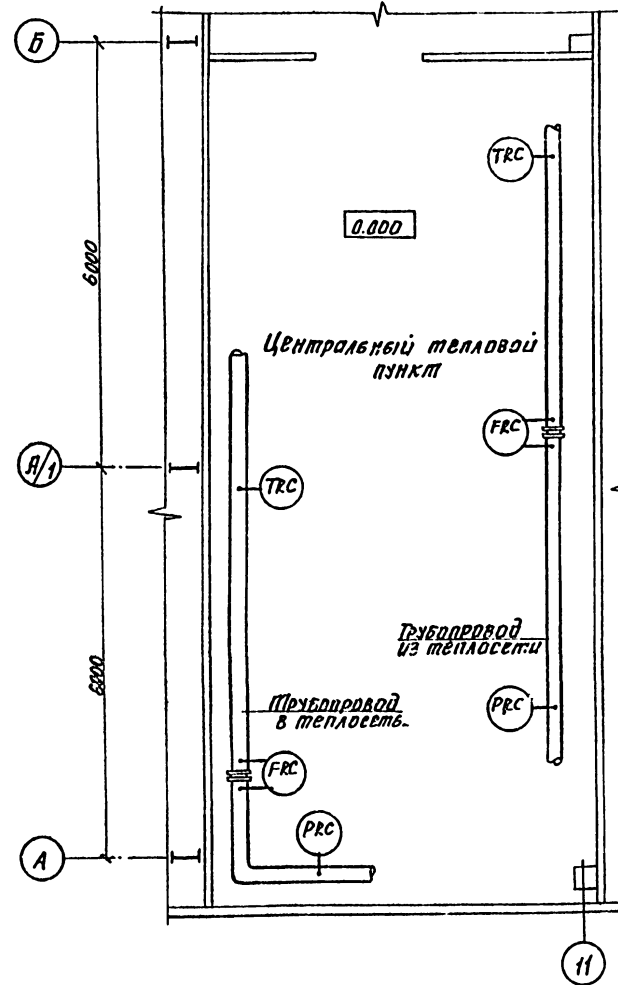 Б
TRC
0.000
6000
Центральный тепловой
пункт
FRC
А/1
TRC
Трубопровод
из теплосети
6000
Трубопровод
в теплосеть
PRC
FRC
PRC
А
11